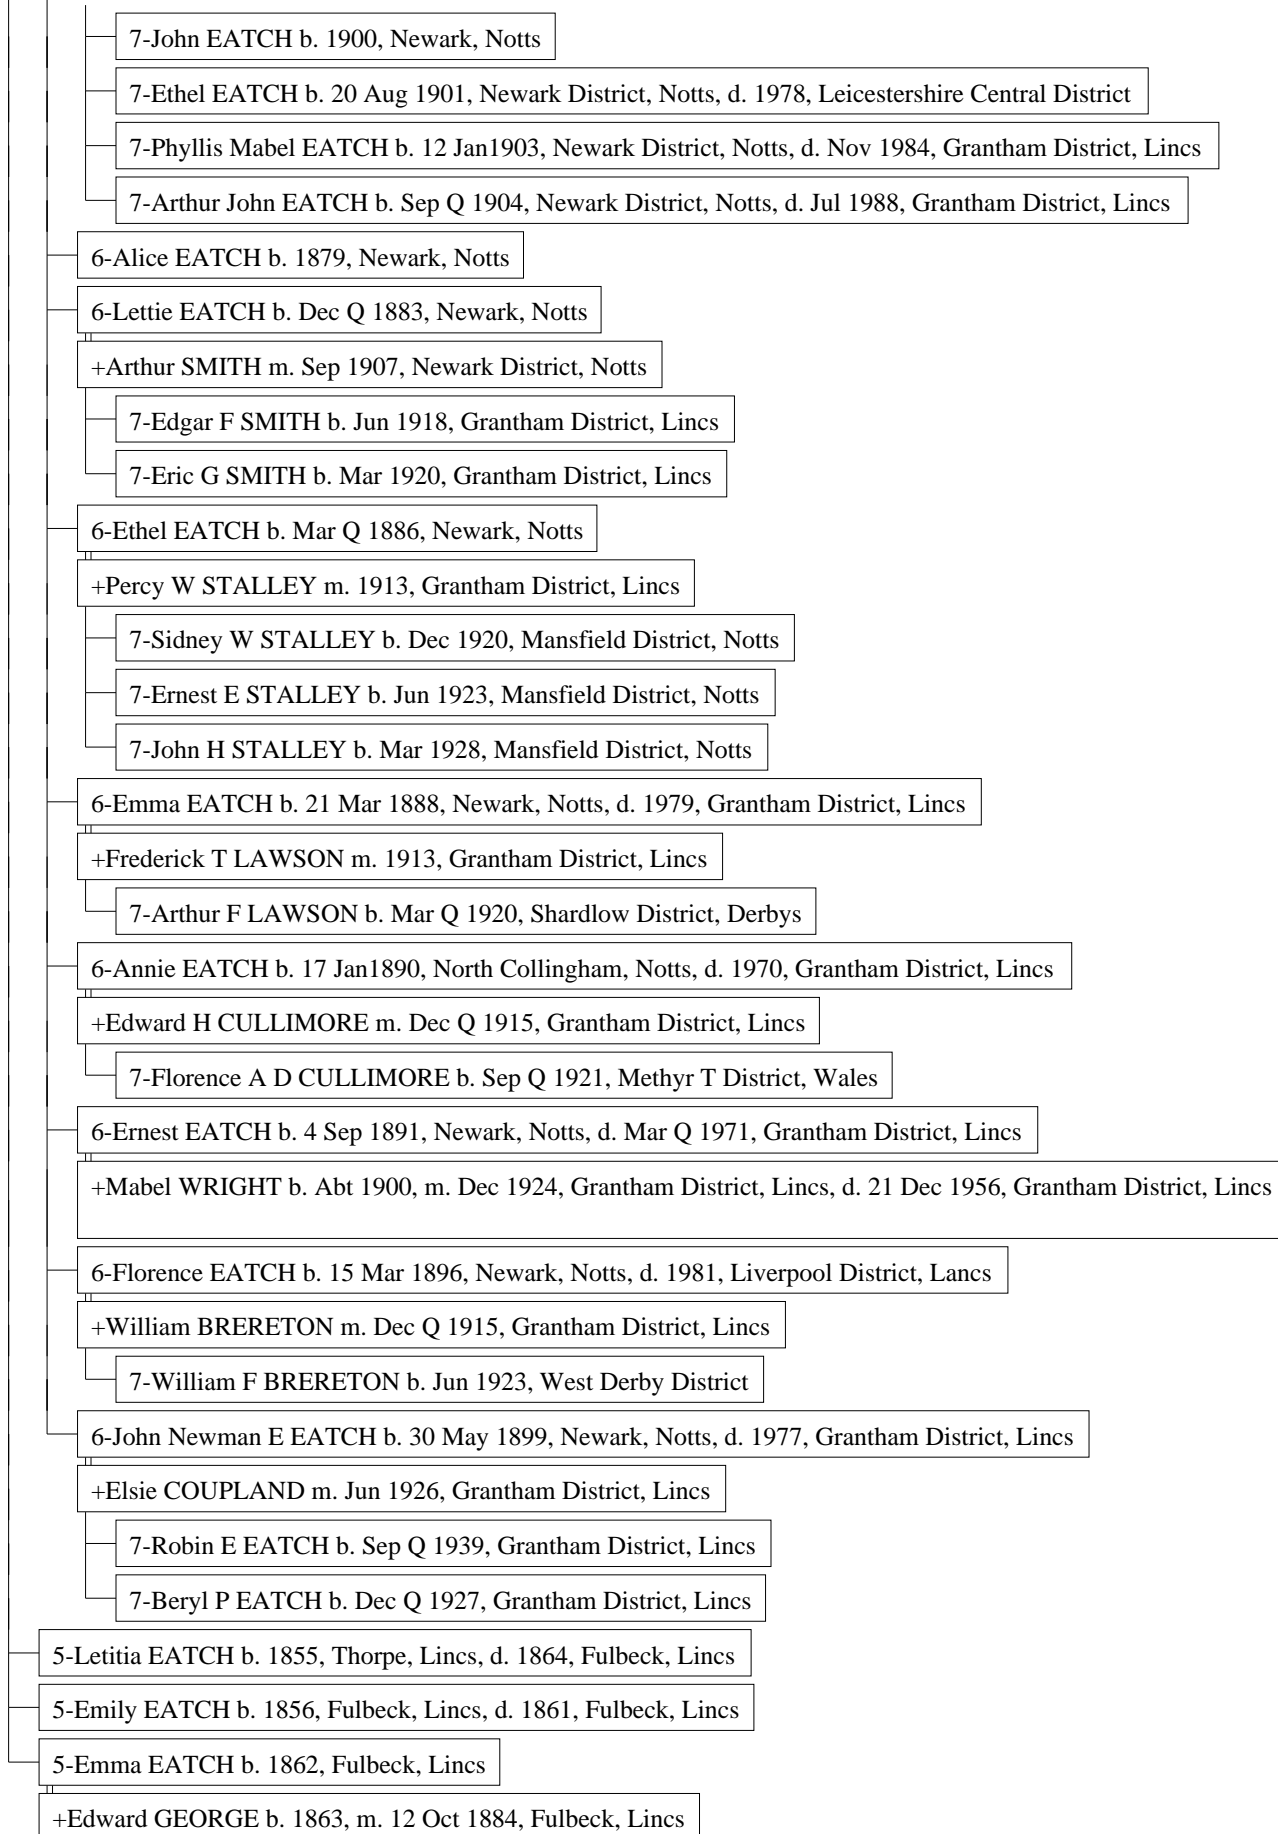 7-John EATCH b. 1900, Newark, Notts
7-Ethel EATCH b. 20 Aug 1901, Newark District, Notts, d. 1978, Leicestershire Central District
7-Phyllis Mabel EATCH b. 12 Jan1903, Newark District, Notts, d. Nov 1984, Grantham District, Lincs
7-Arthur John EATCH b. Sep Q 1904, Newark District, Notts, d. Jul 1988, Grantham District, Lincs
6-Alice EATCH b. 1879, Newark, Notts
6-Lettie EATCH b. Dec Q 1883, Newark, Notts
+Arthur SMITH m. Sep 1907, Newark District, Notts
7-Edgar F SMITH b. Jun 1918, Grantham District, Lincs
7-Eric G SMITH b. Mar 1920, Grantham District, Lincs
6-Ethel EATCH b. Mar Q 1886, Newark, Notts
+Percy W STALLEY m. 1913, Grantham District, Lincs
7-Sidney W STALLEY b. Dec 1920, Mansfield District, Notts
7-Ernest E STALLEY b. Jun 1923, Mansfield District, Notts
7-John H STALLEY b. Mar 1928, Mansfield District, Notts
6-Emma EATCH b. 21 Mar 1888, Newark, Notts, d. 1979, Grantham District, Lincs
+Frederick T LAWSON m. 1913, Grantham District, Lincs
7-Arthur F LAWSON b. Mar Q 1920, Shardlow District, Derbys
6-Annie EATCH b. 17 Jan1890, North Collingham, Notts, d. 1970, Grantham District, Lincs
+Edward H CULLIMORE m. Dec Q 1915, Grantham District, Lincs
7-Florence A D CULLIMORE b. Sep Q 1921, Methyr T District, Wales
6-Ernest EATCH b. 4 Sep 1891, Newark, Notts, d. Mar Q 1971, Grantham District, Lincs
+Mabel WRIGHT b. Abt 1900, m. Dec 1924, Grantham District, Lincs, d. 21 Dec 1956, Grantham District, Lincs
6-Florence EATCH b. 15 Mar 1896, Newark, Notts, d. 1981, Liverpool District, Lancs
+William BRERETON m. Dec Q 1915, Grantham District, Lincs
7-William F BRERETON b. Jun 1923, West Derby District
6-John Newman E EATCH b. 30 May 1899, Newark, Notts, d. 1977, Grantham District, Lincs
+Elsie COUPLAND m. Jun 1926, Grantham District, Lincs
7-Robin E EATCH b. Sep Q 1939, Grantham District, Lincs
7-Beryl P EATCH b. Dec Q 1927, Grantham District, Lincs
5-Letitia EATCH b. 1855, Thorpe, Lincs, d. 1864, Fulbeck, Lincs
5-Emily EATCH b. 1856, Fulbeck, Lincs, d. 1861, Fulbeck, Lincs
5-Emma EATCH b. 1862, Fulbeck, Lincs
+Edward GEORGE b. 1863, m. 12 Oct 1884, Fulbeck, Lincs